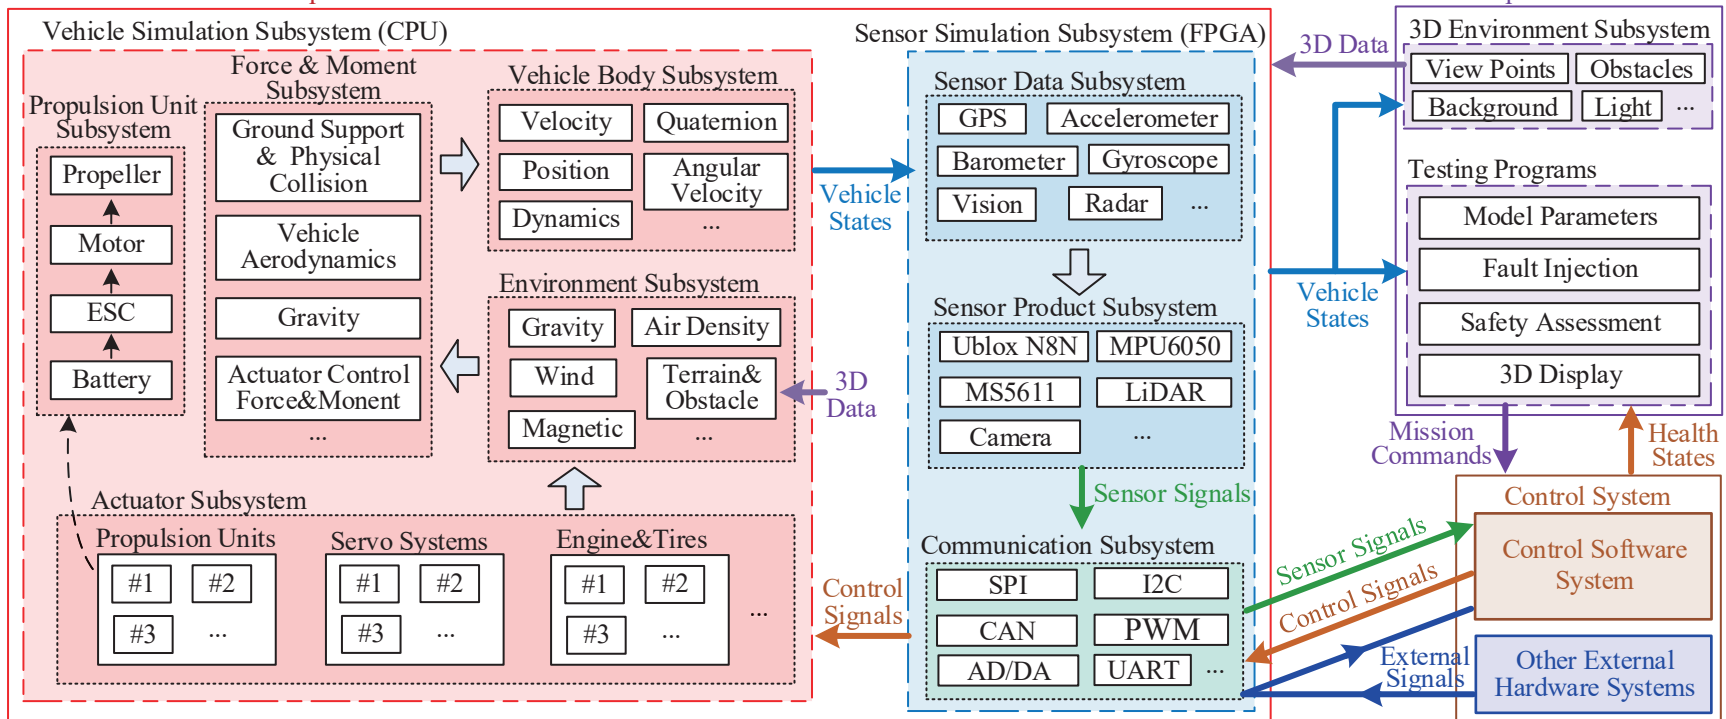 Vehicle Simulation Subsystem (CPU)
Propulsion Unit
Subsystem
Propeller
Motor
ESC
Battery
Force & Moment
Subsystem
Ground Support
& Physical
Collision
Vehicle
Aerodynamics
Gravity
Actuator Control
Force&Monent
...
Vehicle Body Subsystem
Velocity
Quaternion
Position
Angular
Velocity
Dynamics
...
Environment Subsystem
Gravity
Air Density
Wind
Terrain&
Obstacle
Magnetic
...
3D
Data
Actuator Subsystem
Propulsion Units
#1
#2
#3
...
Servo Systems
#1
#2
#3
...
Engine&Tires
#1
#2
#3
...
...
Vehicle
States
Control
Signals
Sensor Simulation Subsystem (FPGA)
Sensor Data Subsystem
GPS
Accelerometer
Barometer
Gyroscope
Vision
Radar
...
Sensor Product Subsystem
Ublox N8N
MPU6050
MS5611
LiDAR
Camera
...
Sensor Signals
Communication Subsystem
SPI
I2C
CAN
PWM
AD/DA
UART
...
3D Data
Vehicle
States
3D Environment Subsystem
View Points
Obstacles
Background
Light
...
Testing Programs
Model Parameters
Fault Injection
Safety Assessment
3D Display
Mission
Commands
Health
States
Sensor Signals
Control Signals
External
Signals
Control System
Control Software
System
Other External
Hardware Systems